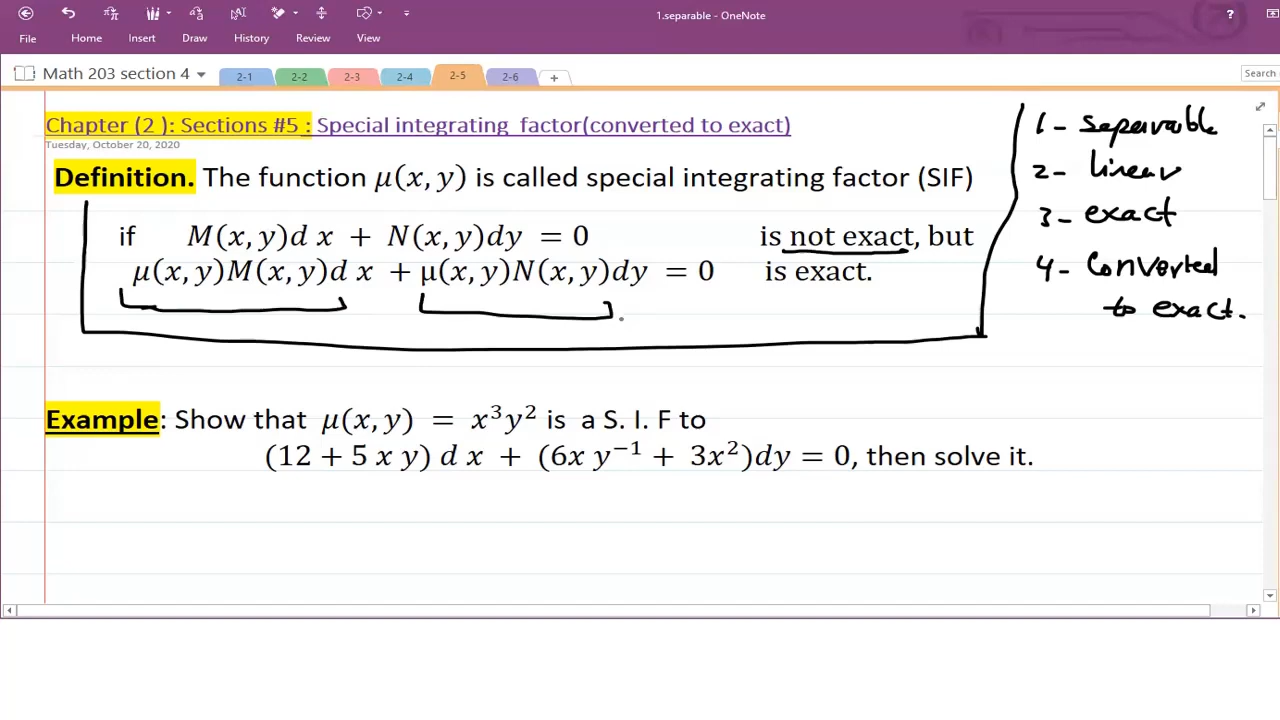 1.separable - OneNote
?
File
Home
Insert
Draw
History
Review
View
Math 203 section 4
2-1
2-2
2-3
2-4
2-5
2-6
+
Search
Chapter (2 ): Sections #5 : Special integrating factor(converted to exact)
Tuesday, October 20, 2020
Definition. The function μ(x, y) is called special integrating factor (SIF)
if M(x, y)d x + N(x, y)dy = 0 is not exact, but
μ(x, y)M(x, y)d x + μ(x, y)N(x, y)dy = 0 is exact.
1- separable
2- linear
3- exact
4- Converted
to exact.
Example: Show that μ(x, y) = x³y² is a S. I. F to
(12 + 5 x y) d x + (6x y⁻¹ + 3x²)dy = 0, then solve it.